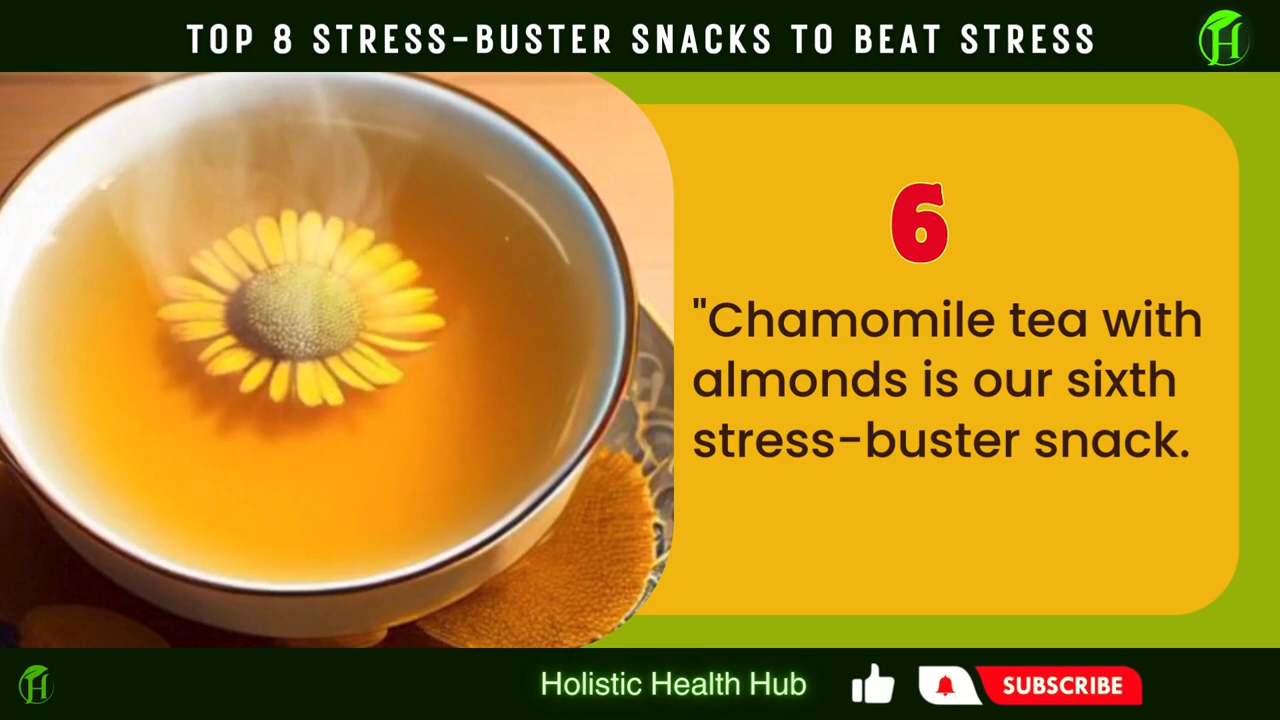 TOP 8 STRESS-BUSTER SNACKS TO BEAT STRESS
6
"Chamomile tea with
almonds is our sixth
stress-buster snack.
Holistic Health Hub
SUBSCRIBE